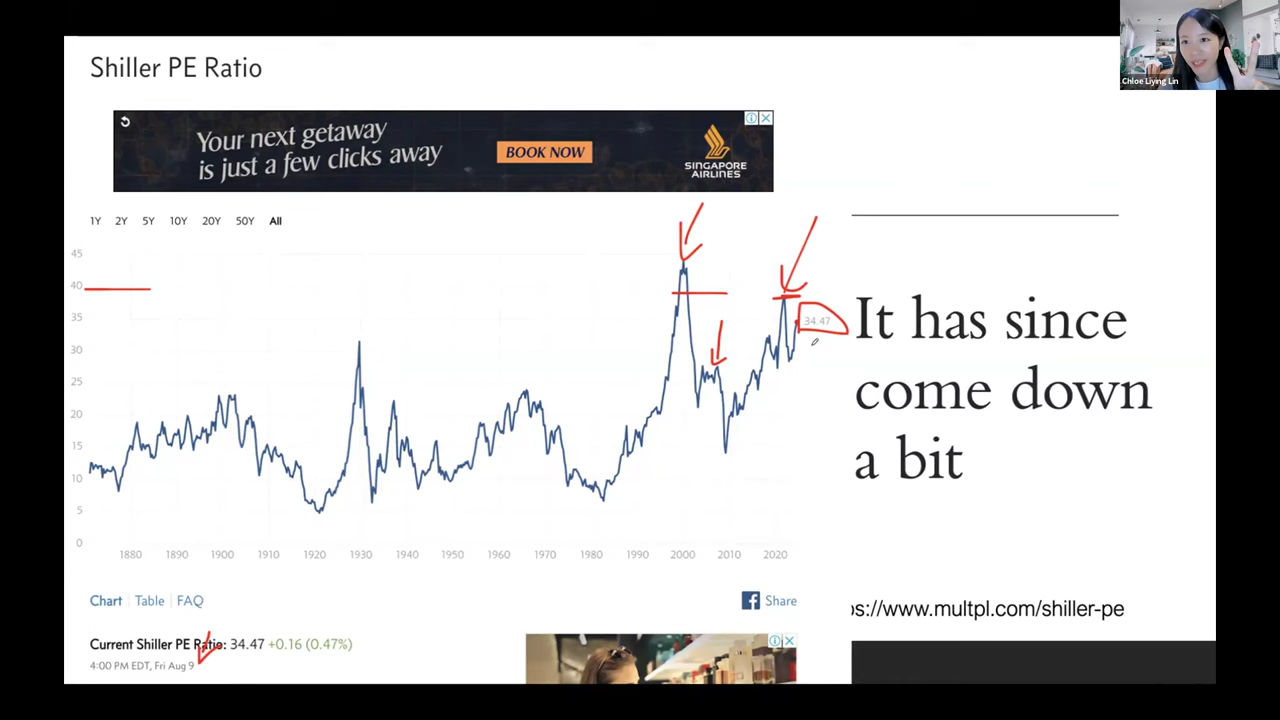 Shiller PE Ratio
Chloe Liying Lin
Your next getaway
is just a few clicks away
BOOK NOW
SINGAPORE
AIRLINES
1Y 2Y 5Y 10Y 20Y 50Y All
45
40
35
30
25
20
15
10
5
0
34.47
1880 1890 1900 1910 1920 1930 1940 1950 1960 1970 1980 1990 2000 2010 2020
It has since
come down
a bit
Chart Table FAQ
Share
Current Shiller PE Ratio: 34.47 +0.16 (0.47%)
4:00 PM EDT, Fri Aug 9
ps://www.multpl.com/shiller-pe